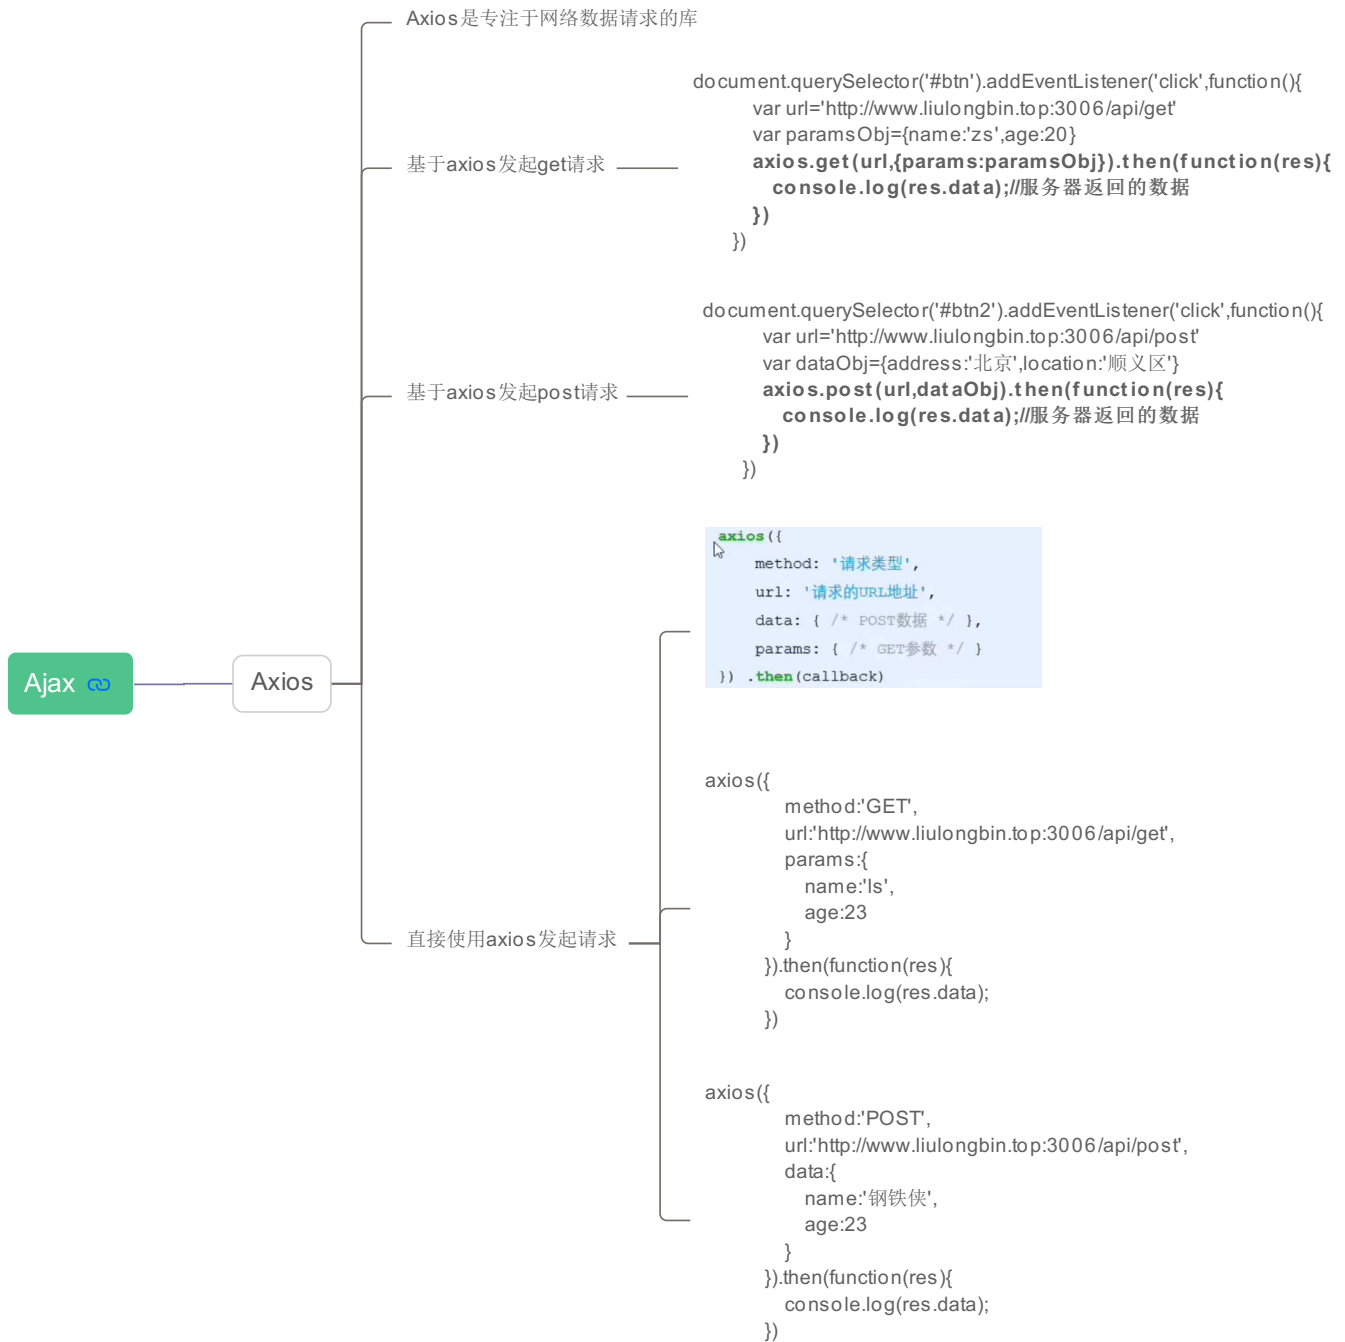 Ajax
Axios
Axios是专注于网络数据请求的库
基于axios发起get请求
document.querySelector('#btn').addEventListener('click',function(){
var url='http://www.liulongbin.top:3006/api/get'
var paramsObj={name:'zs',age:20}
axios.get(url,{params:paramsObj}).then(function(res){
console.log(res.data);//服务器返回的数据
})
})
基于axios发起post请求
document.querySelector('#btn2').addEventListener('click',function(){
var url='http://www.liulongbin.top:3006/api/post'
var dataObj={address:'北京',location:'顺义区'}
axios.post(url,dataObj).then(function(res){
console.log(res.data);//服务器返回的数据
})
})
直接使用axios发起请求
axios({
method: '请求类型',
url: '请求的URL地址',
data: { /* POST数据 */ },
params: { /* GET参数 */ }
}) .then(callback)
axios({
method:'GET',
url:'http://www.liulongbin.top:3006/api/get',
params:{
name:'ls',
age:23
}
}).then(function(res){
console.log(res.data);
})
axios({
method:'POST',
url:'http://www.liulongbin.top:3006/api/post',
data:{
name:'钢铁侠',
age:23
}
}).then(function(res){
console.log(res.data);
})